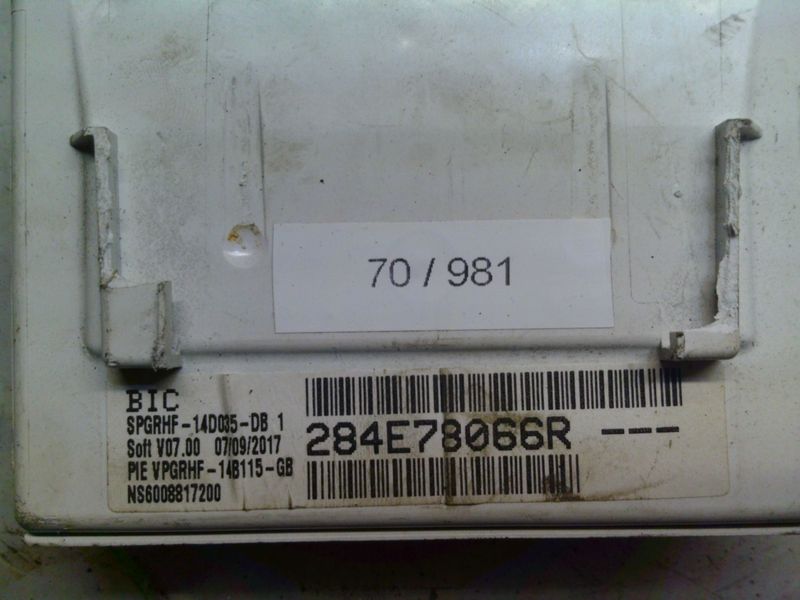 70 / 981
BIC
SPGRHF-14D035-DB 1
Soft V07.00 07/09/2017
PIE VPGRHF-14B115-GB
NS6008817200
284E78066R ---